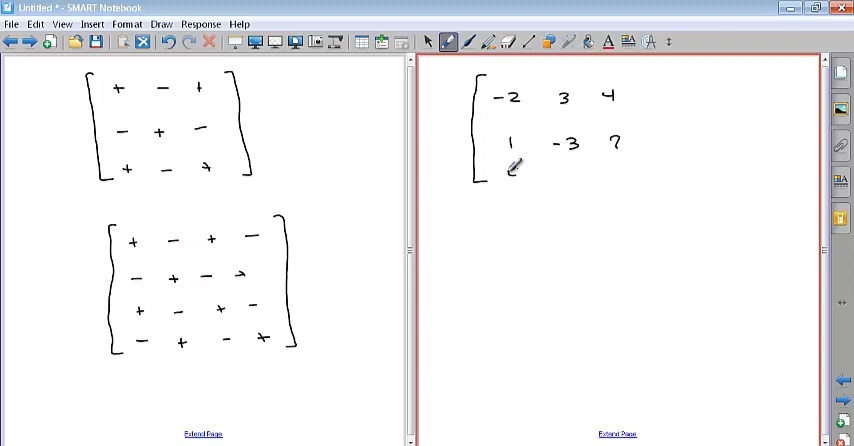 Untitled * - SMART Notebook
File Edit View Insert Format Draw Response Help
+ - +
- + -
+ - +
+ - + -
- + - +
+ - + -
- + - +
Extend Page
-2 3 4
1 -3 7
Extend Page